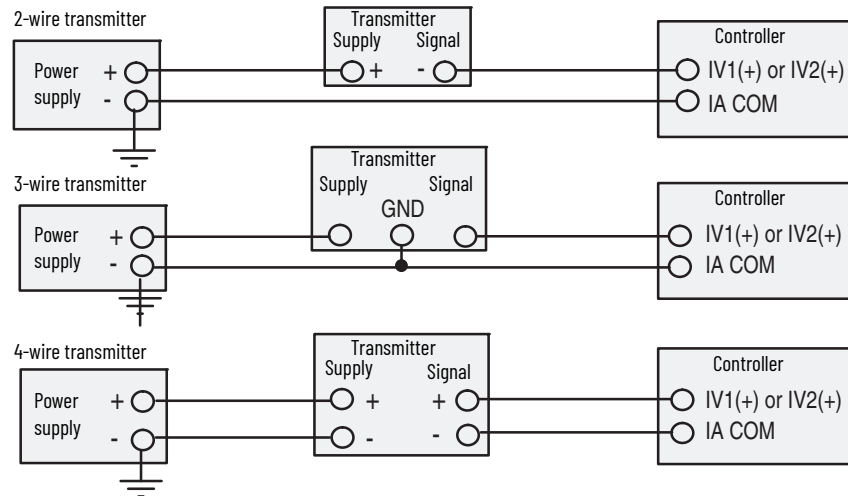 2-wire transmitter
Power supply
+
-
Transmitter
Supply Signal
+ -
Controller
IV1(+) or IV2(+)
IA COM
3-wire transmitter
Power supply
+
-
Transmitter
Supply Signal
GND
Controller
IV1(+) or IV2(+)
IA COM
4-wire transmitter
Power supply
+
-
Transmitter
Supply Signal
+ +
- -
Controller
IV1(+) or IV2(+)
IA COM